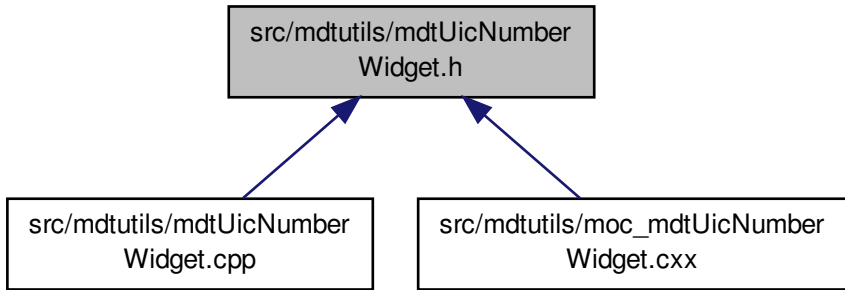 src/mdtutils/mdtUicNumber
Widget.h
src/mdtutils/mdtUicNumber
Widget.cpp
src/mdtutils/moc_mdtUicNumber
Widget.cxx